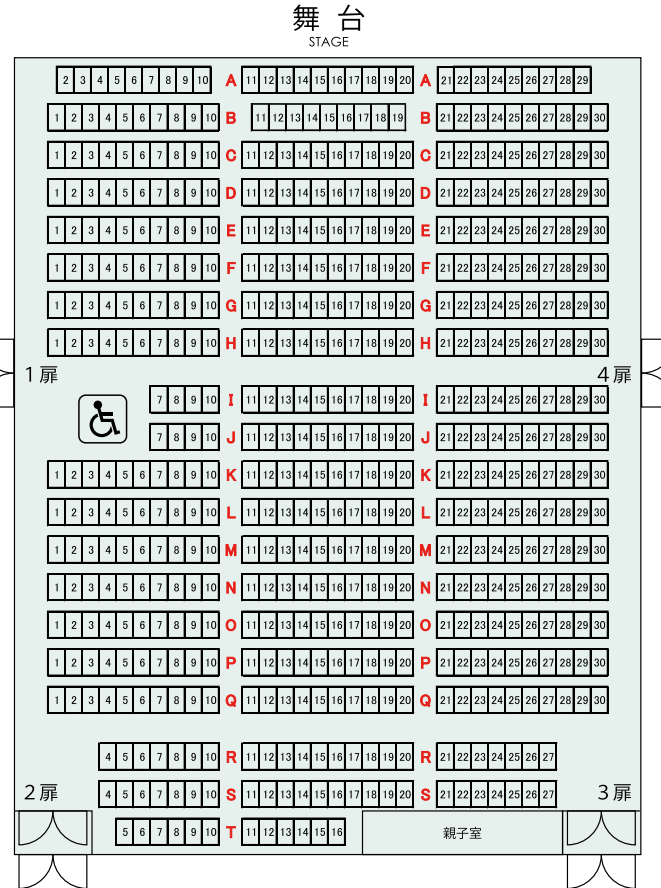 舞台
STAGE
2 3 4 5 6 7 8 9 10 A 11 12 13 14 15 16 17 18 19 20 A 21 22 23 24 25 26 27 28 29
1 2 3 4 5 6 7 8 9 10 B 11 12 13 14 15 16 17 18 19 B 21 22 23 24 25 26 27 28 29 30
1 2 3 4 5 6 7 8 9 10 C 11 12 13 14 15 16 17 18 19 20 C 21 22 23 24 25 26 27 28 29 30
1 2 3 4 5 6 7 8 9 10 D 11 12 13 14 15 16 17 18 19 20 D 21 22 23 24 25 26 27 28 29 30
1 2 3 4 5 6 7 8 9 10 E 11 12 13 14 15 16 17 18 19 20 E 21 22 23 24 25 26 27 28 29 30
1 2 3 4 5 6 7 8 9 10 F 11 12 13 14 15 16 17 18 19 20 F 21 22 23 24 25 26 27 28 29 30
1 2 3 4 5 6 7 8 9 10 G 11 12 13 14 15 16 17 18 19 20 G 21 22 23 24 25 26 27 28 29 30
1 2 3 4 5 6 7 8 9 10 H 11 12 13 14 15 16 17 18 19 20 H 21 22 23 24 25 26 27 28 29 30
1扉 4扉
7 8 9 10 I 11 12 13 14 15 16 17 18 19 20 I 21 22 23 24 25 26 27 28 29 30
7 8 9 10 J 11 12 13 14 15 16 17 18 19 20 J 21 22 23 24 25 26 27 28 29 30
1 2 3 4 5 6 7 8 9 10 K 11 12 13 14 15 16 17 18 19 20 K 21 22 23 24 25 26 27 28 29 30
1 2 3 4 5 6 7 8 9 10 L 11 12 13 14 15 16 17 18 19 20 L 21 22 23 24 25 26 27 28 29 30
1 2 3 4 5 6 7 8 9 10 M 11 12 13 14 15 16 17 18 19 20 M 21 22 23 24 25 26 27 28 29 30
1 2 3 4 5 6 7 8 9 10 N 11 12 13 14 15 16 17 18 19 20 N 21 22 23 24 25 26 27 28 29 30
1 2 3 4 5 6 7 8 9 10 O 11 12 13 14 15 16 17 18 19 20 O 21 22 23 24 25 26 27 28 29 30
1 2 3 4 5 6 7 8 9 10 P 11 12 13 14 15 16 17 18 19 20 P 21 22 23 24 25 26 27 28 29 30
1 2 3 4 5 6 7 8 9 10 Q 11 12 13 14 15 16 17 18 19 20 Q 21 22 23 24 25 26 27 28 29 30
4 5 6 7 8 9 10 R 11 12 13 14 15 16 17 18 19 20 R 21 22 23 24 25 26 27
2扉 4 5 6 7 8 9 10 S 11 12 13 14 15 16 17 18 19 20 S 21 22 23 24 25 26 27 3扉
5 6 7 8 9 10 T 11 12 13 14 15 16 親子室